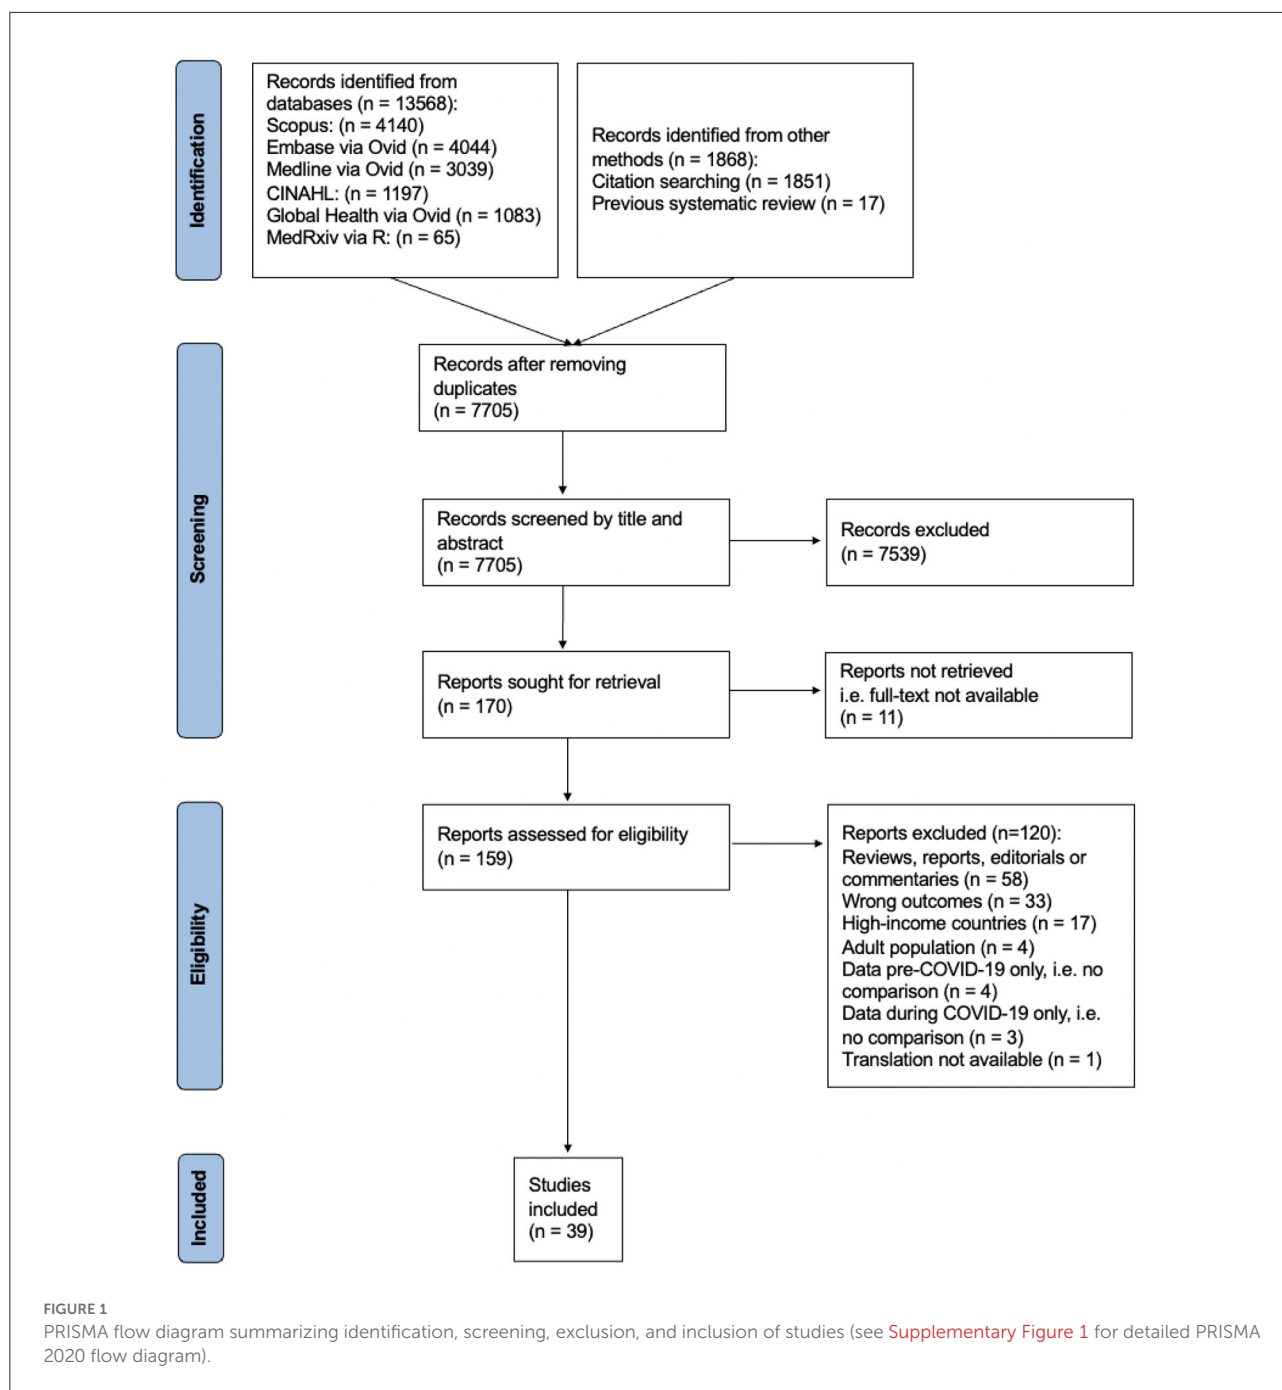 Identification
Records identified from
databases (n = 13568):
Scopus: (n = 4140)
Embase via Ovid (n = 4044)
Medline via Ovid (n = 3039)
CINAHL: (n = 1197)
Global Health via Ovid (n = 1083)
MedRxiv via R: (n = 65)
Records identified from other
methods (n = 1868):
Citation searching (n = 1851)
Previous systematic review (n = 17)
Screening
Records after removing
duplicates
(n = 7705)
Records screened by title and
abstract
(n = 7705)
Records excluded
(n = 7539)
Reports sought for retrieval
(n = 170)
Reports not retrieved
i.e. full-text not available
(n = 11)
Eligibility
Reports assessed for eligibility
(n = 159)
Reports excluded (n=120):
Reviews, reports, editorials or
commentaries (n = 58)
Wrong outcomes (n = 33)
High-income countries (n = 17)
Adult population (n = 4)
Data pre-COVID-19 only, i.e. no
comparison (n = 4)
Data during COVID-19 only, i.e.
no comparison (n = 3)
Translation not available (n = 1)
Included
Studies
included
(n = 39)
FIGURE 1
PRISMA flow diagram summarizing identification, screening, exclusion, and inclusion of studies (see Supplementary Figure 1 for detailed PRISMA
2020 flow diagram).